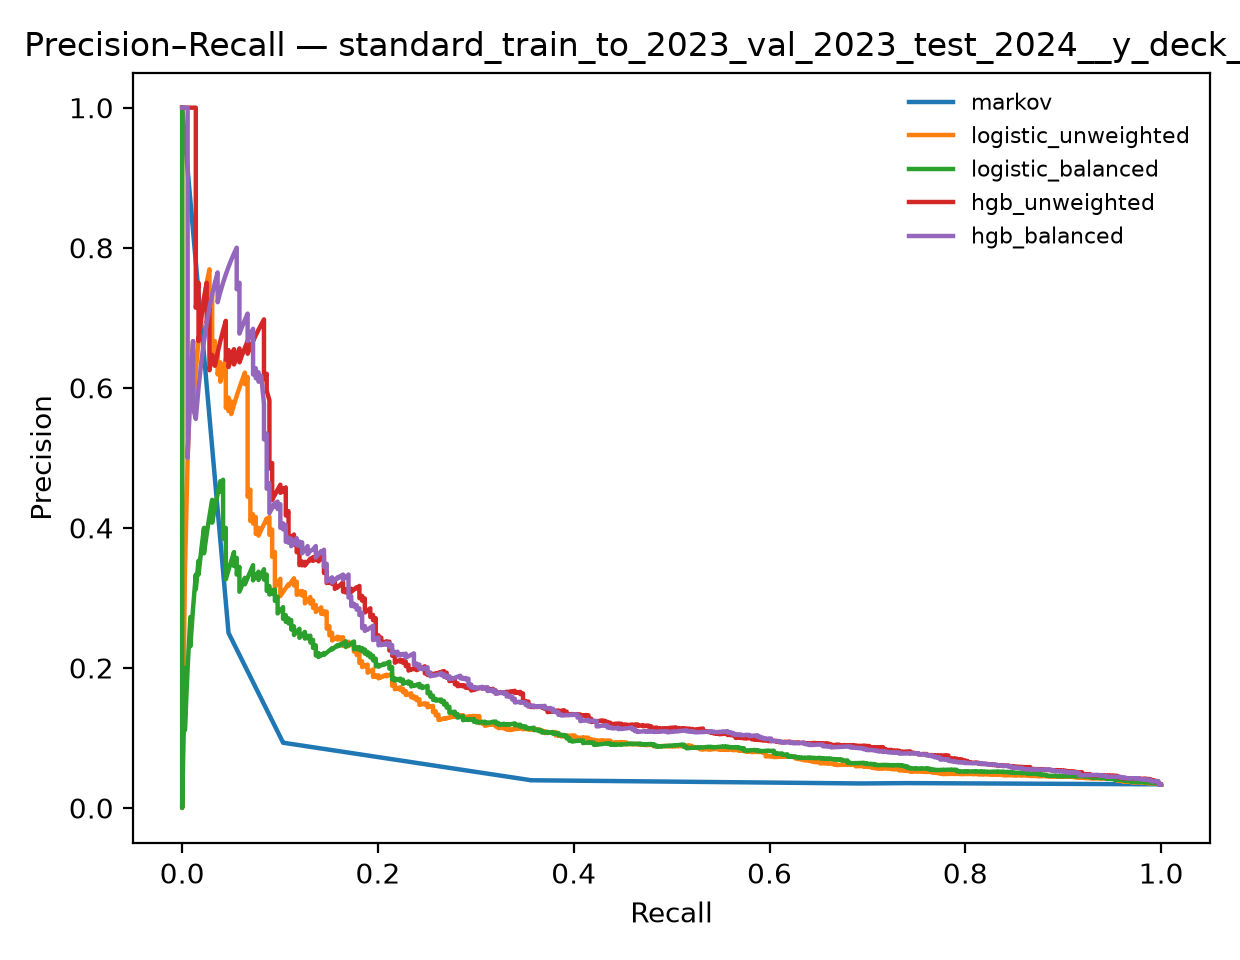 Precision–Recall — standard_train_to_2023_val_2023_test_2024__y_deck_
1.0
0.8
0.6
0.4
0.2
0.0
Precision
0.0 0.2 0.4 0.6 0.8 1.0
Recall
markov
logistic_unweighted
logistic_balanced
hgb_unweighted
hgb_balanced